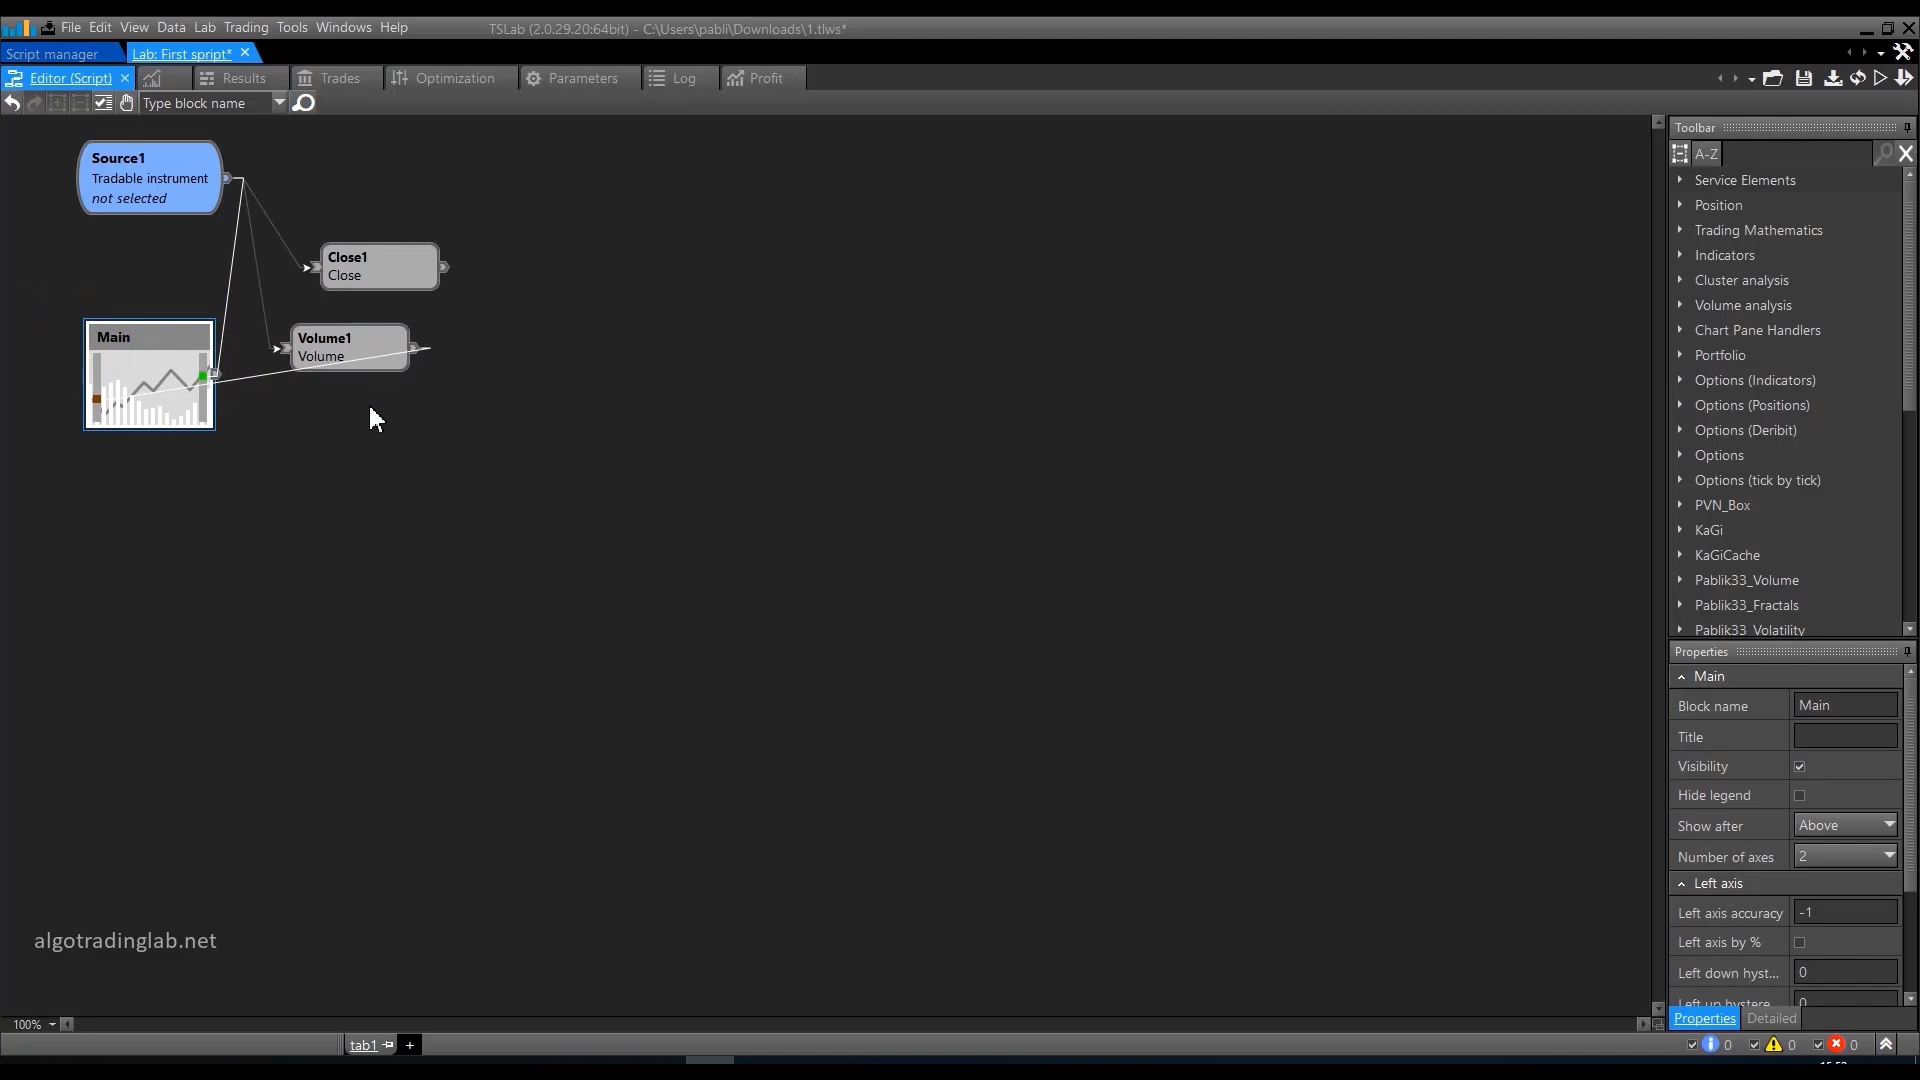 File Edit View Data Lab Trading Tools Windows Help
TSLab (2.0.29.20:64bit) - C:\Users\pabli\Downloads\1.tlws*
Script manager
Lab: First spript*
Editor (Script)
Results
Trades
Optimization
Parameters
Log
Profit
Type block name
Source1
Tradable instrument
not selected
Close1
Close
Main
Volume1
Volume
Toolbar
A-Z
Service Elements
Position
Trading Mathematics
Indicators
Cluster analysis
Volume analysis
Chart Pane Handlers
Portfolio
Options (Indicators)
Options (Positions)
Options (Deribit)
Options
Options (tick by tick)
PVN_Box
KaGi
KaGiCache
Pablik33_Volume
Pablik33_Fractals
Pablik33_Volatility
Properties
Main
Block name Main
Title
Visibility
Hide legend
Show after Above
Number of axes 2
Left axis
Left axis accuracy -1
Left axis by %
Left down hyst... 0
Left up hystere 0
Properties Detailed
algotradinglab.net
100%
tab1 +
0 0 0